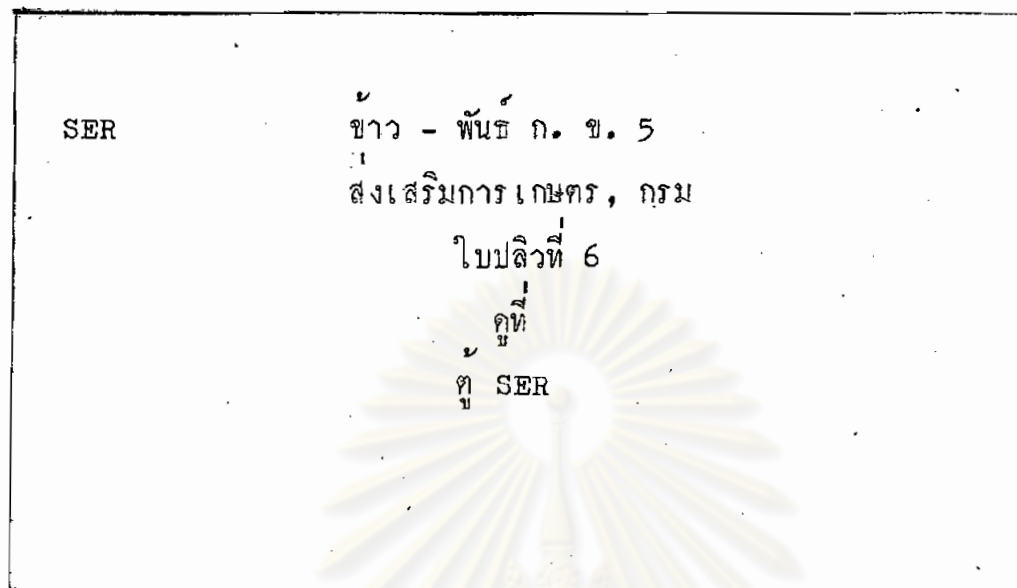 SER ข้าว - พันธ์ ก. ข. 5
ส่งเสริมการเกษตร, กรม
ใบปลิวที่ 6
ดูที่
ตู้ SER